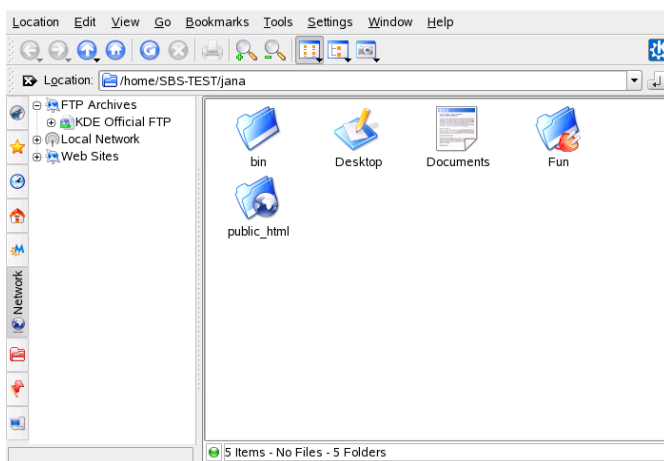 Location Edit View Go Bookmarks Tools Settings Window Help
Location: /home/SBS-TEST/jana
FTP Archives
KDE Official FTP
Local Network
Web Sites
Network
bin Desktop Documents Fun
public_html
5 Items - No Files - 5 Folders